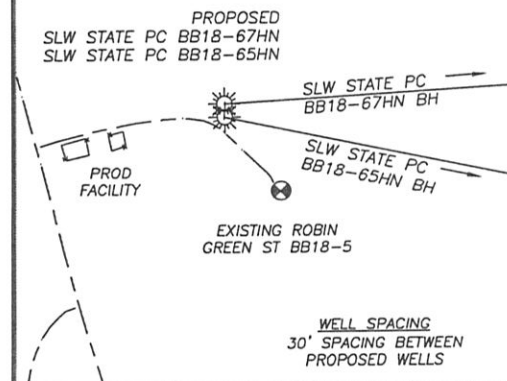 PROPOSED
SLW STATE PC BB18-67HN
SLW STATE PC BB18-65HN
SLW STATE PC
BB18-67HN BH
SLW STATE PC
BB18-65HN BH
PROD
FACILITY
EXISTING ROBIN
GREEN ST BB18-5
WELL SPACING
30' SPACING BETWEEN
PROPOSED WELLS